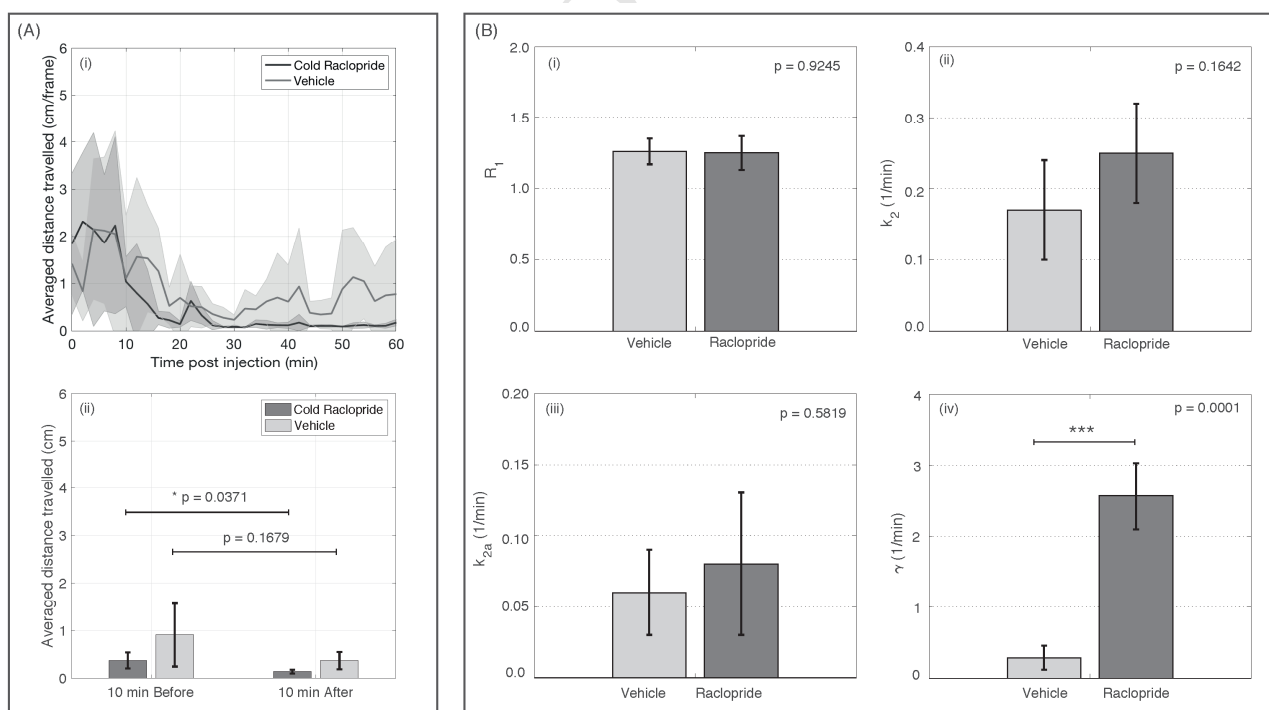 (A)
(i)
Cold Raclopride
Vehicle
Averaged distance travelled (cm/frame)
6
5
4
3
2
1
0
0 10 20 30 40 50 60
Time post injection (min)
(ii)
Cold Raclopride
Vehicle
Averaged distance travelled (cm)
6
5
4
3
2
1
0
* p = 0.0371
p = 0.1679
10 min Before 10 min After
(B)
(i)
p = 0.9245
R1
2.0
1.5
1.0
0.5
0.0
Vehicle Raclopride
(ii)
p = 0.1642
k2 (1/min)
0.4
0.3
0.2
0.1
0.0
Vehicle Raclopride
(iii)
p = 0.5819
k2a (1/min)
0.20
0.15
0.10
0.05
0.0
Vehicle Raclopride
(iv)
p = 0.0001
***
γ (1/min)
4
3
2
1
0
Vehicle Raclopride